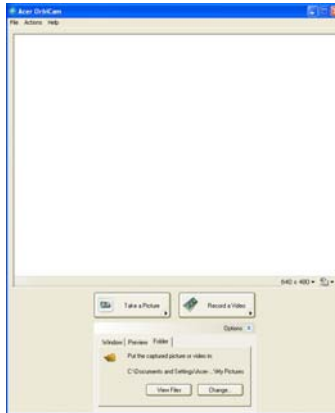 Acer OrbiCam
File Actions Help
640 x 480
Take a Picture Record a Video
Options
Window Preview Folder
Put the captured picture or video in:
C:\Documents and Settings\Acer ...\My Pictures
View Files Change...